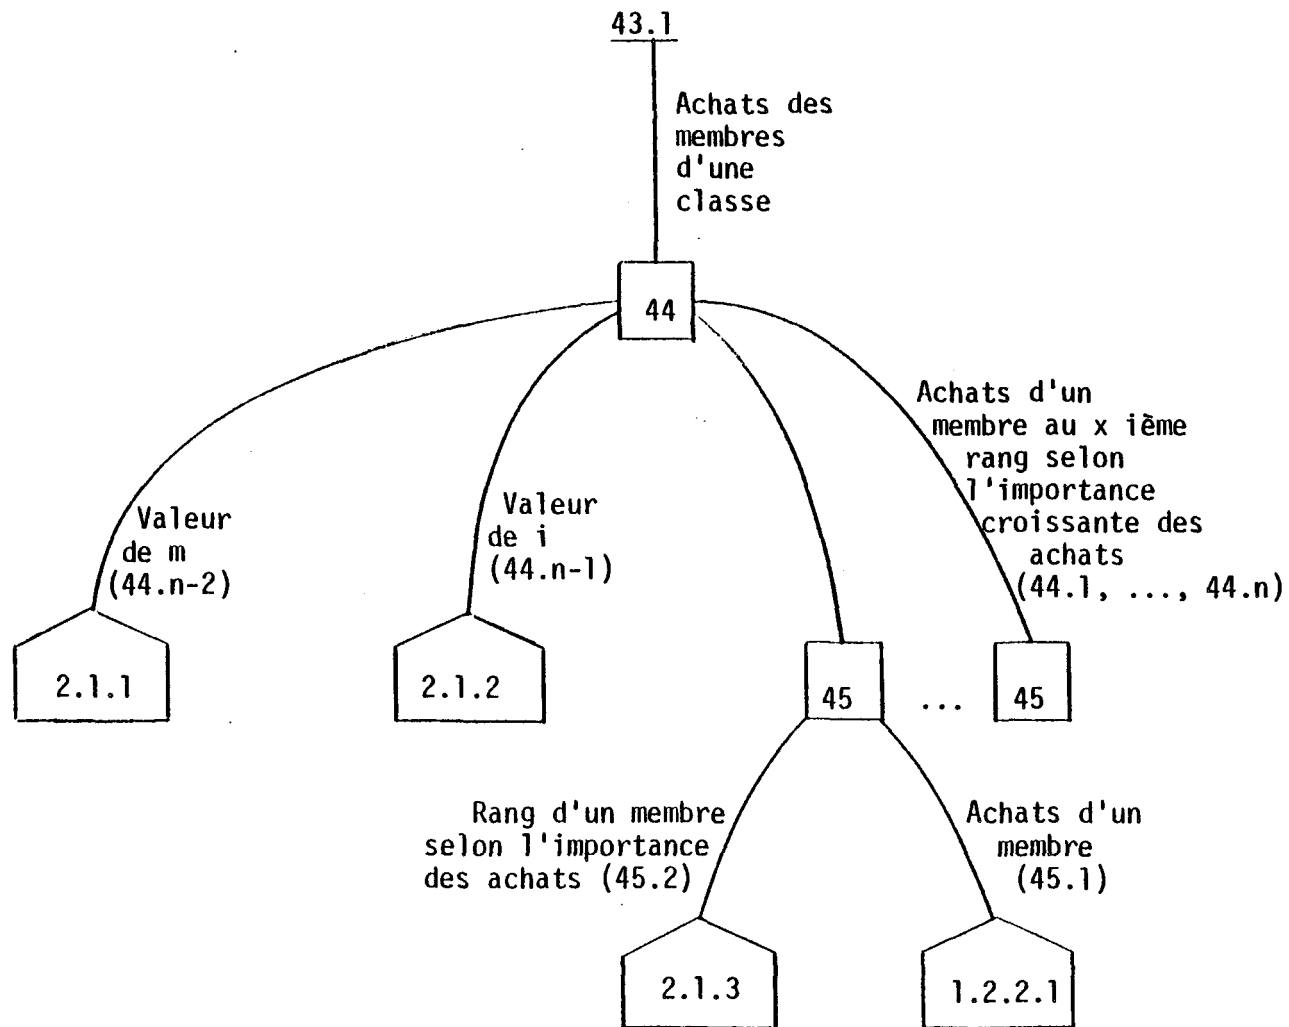 43.1
Achats des
membres
d'une
classe
44
Achats d'un
membre au x ième
rang selon
l'importance
croissante des
achats
(44.1, ..., 44.n)
Valeur
de m
(44.n-2)
Valeur
de i
(44.n-1)
2.1.1
2.1.2
45
...
45
Rang d'un membre
selon l'importance
des achats (45.2)
Achats d'un
membre
(45.1)
2.1.3
1.2.2.1